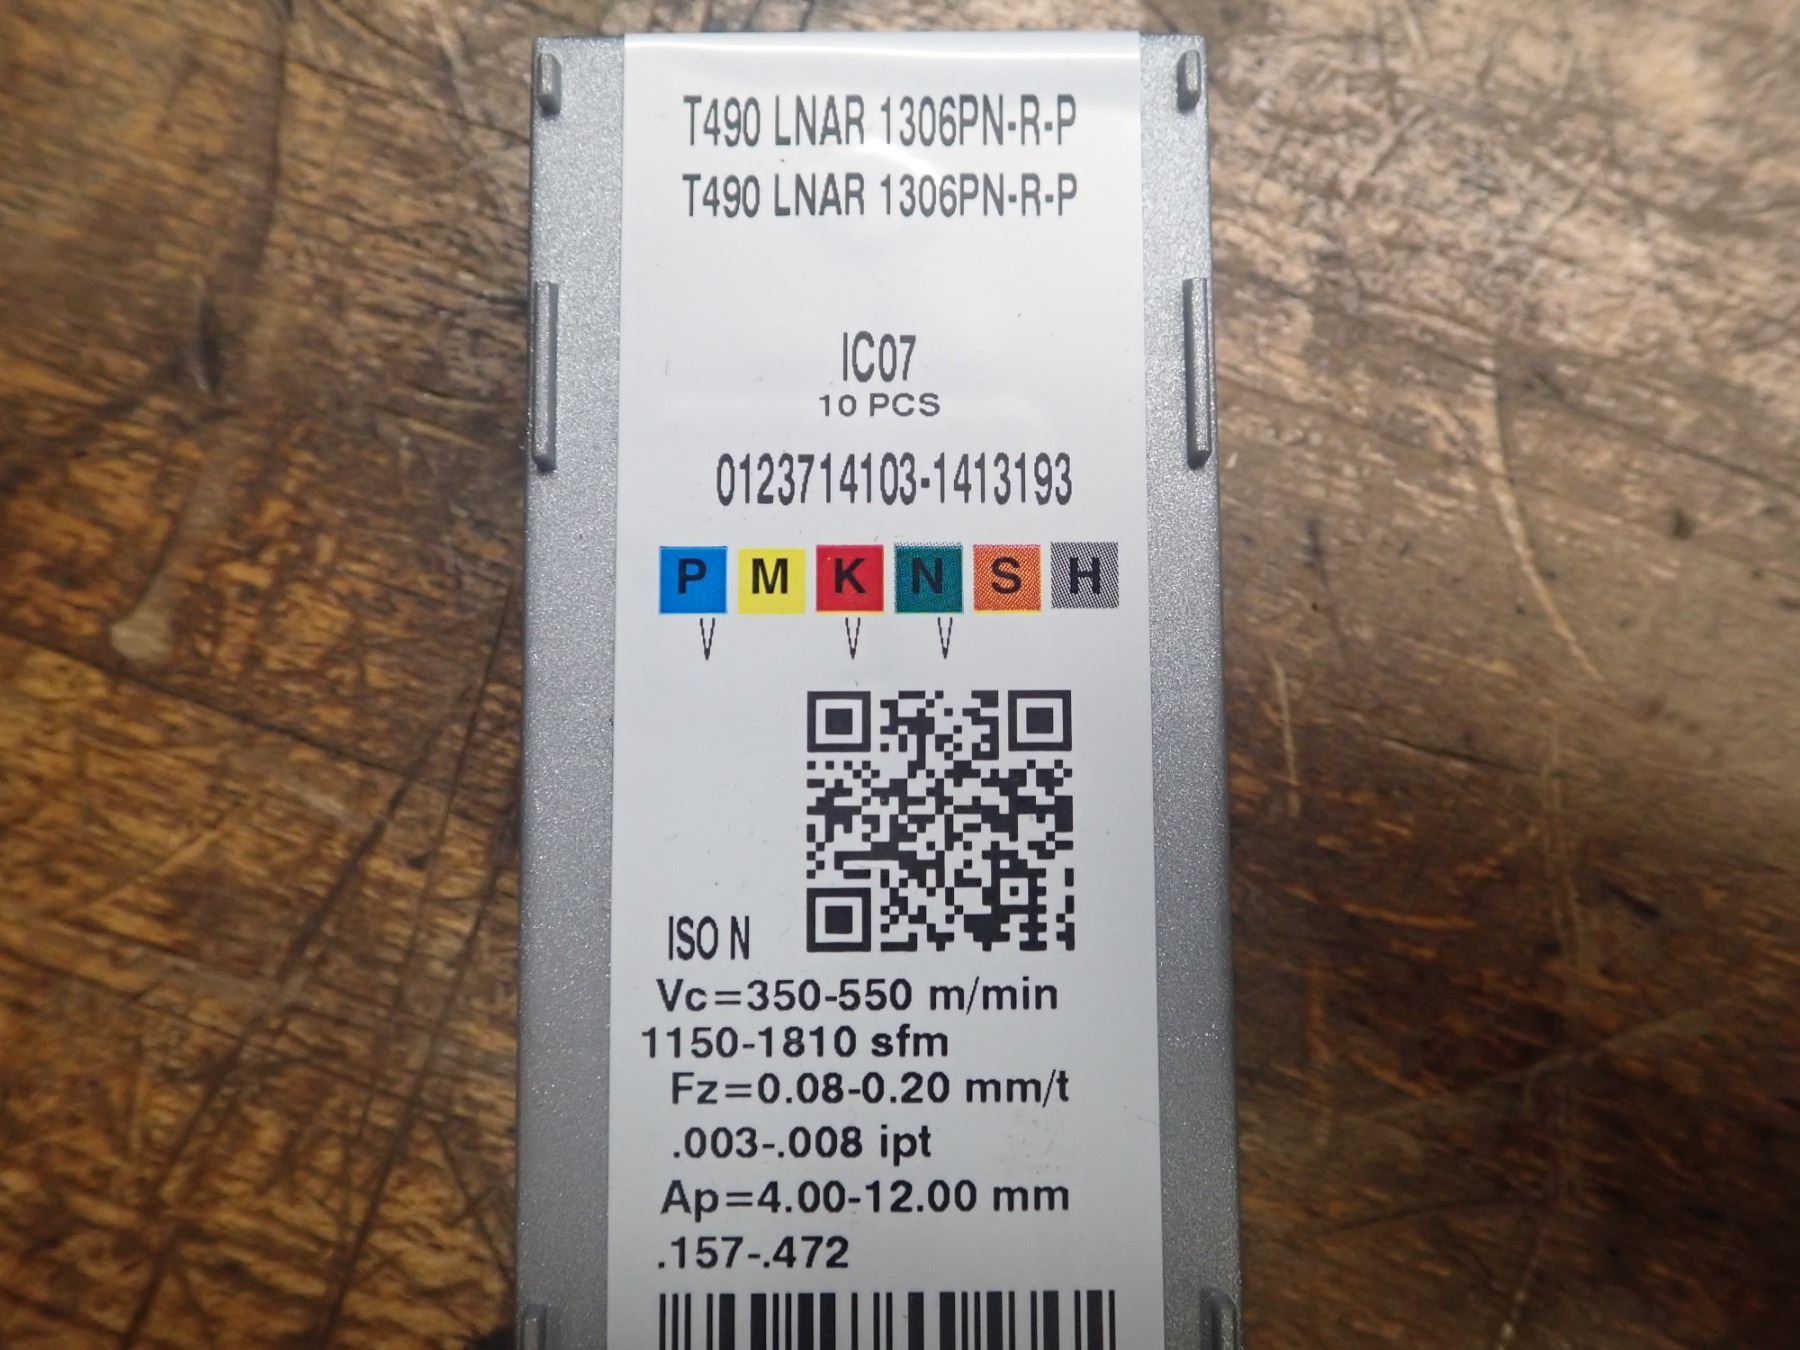 T490 LNAR 1306PN-R-P
T490 LNAR 1306PN-R-P
IC07
10 PCS
0123714103-1413193
P M K N S H
ISO N
Vc=350-550 m/min
1150-1810 sfm
Fz=0.08-0.20 mm/t
.003-.008 ipt
Ap=4.00-12.00 mm
.157-.472